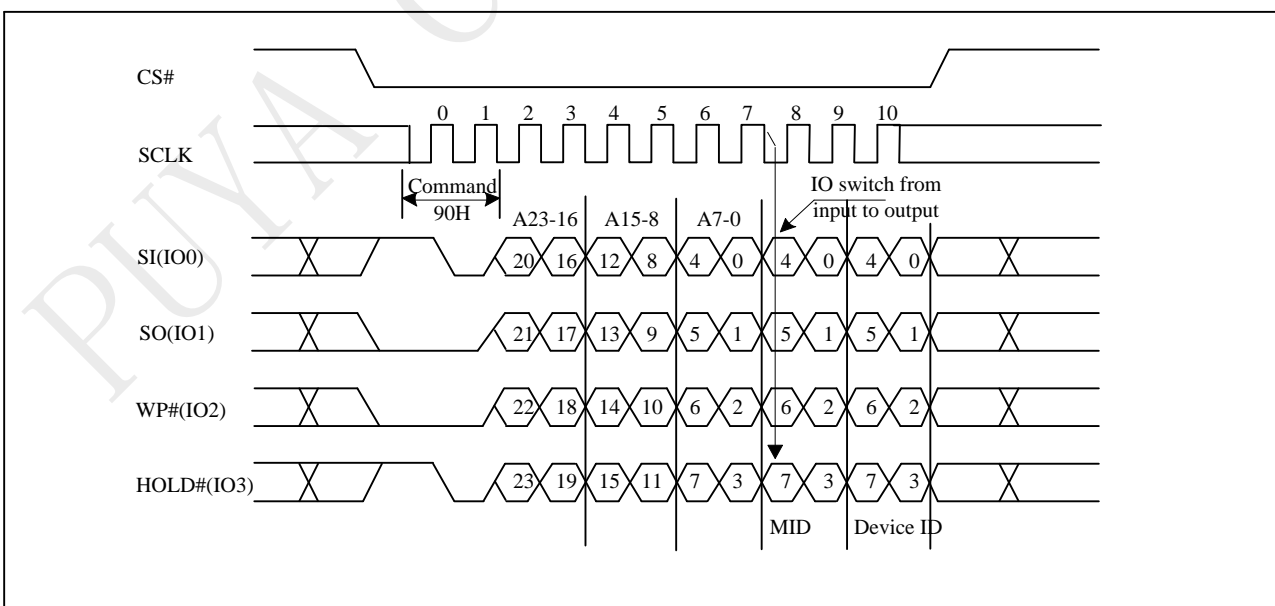 PUYA C
CS#
0 1 2 3 4 5 6 7 8 9 10
SCLK
Command
90H
IO switch from
input to output
A23-16 A15-8 A7-0
SI(IO0) 20 16 12 8 4 0 4 0 4 0
SO(IO1) 21 17 13 9 5 1 5 1 5 1
WP#(IO2) 22 18 14 10 6 2 6 2 6 2
HOLD#(IO3) 23 19 15 11 7 3 7 3 7 3
MID Device ID